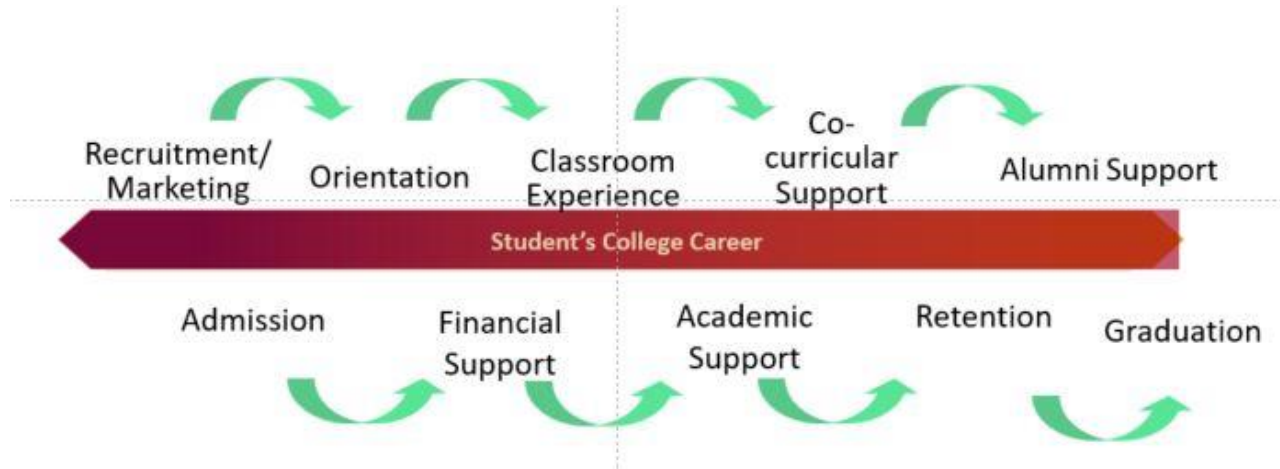 Recruitment/
Marketing
Orientation
Classroom
Experience
Co-
curricular
Support
Alumni Support
Student's College Career
Admission
Financial
Support
Academic
Support
Retention
Graduation